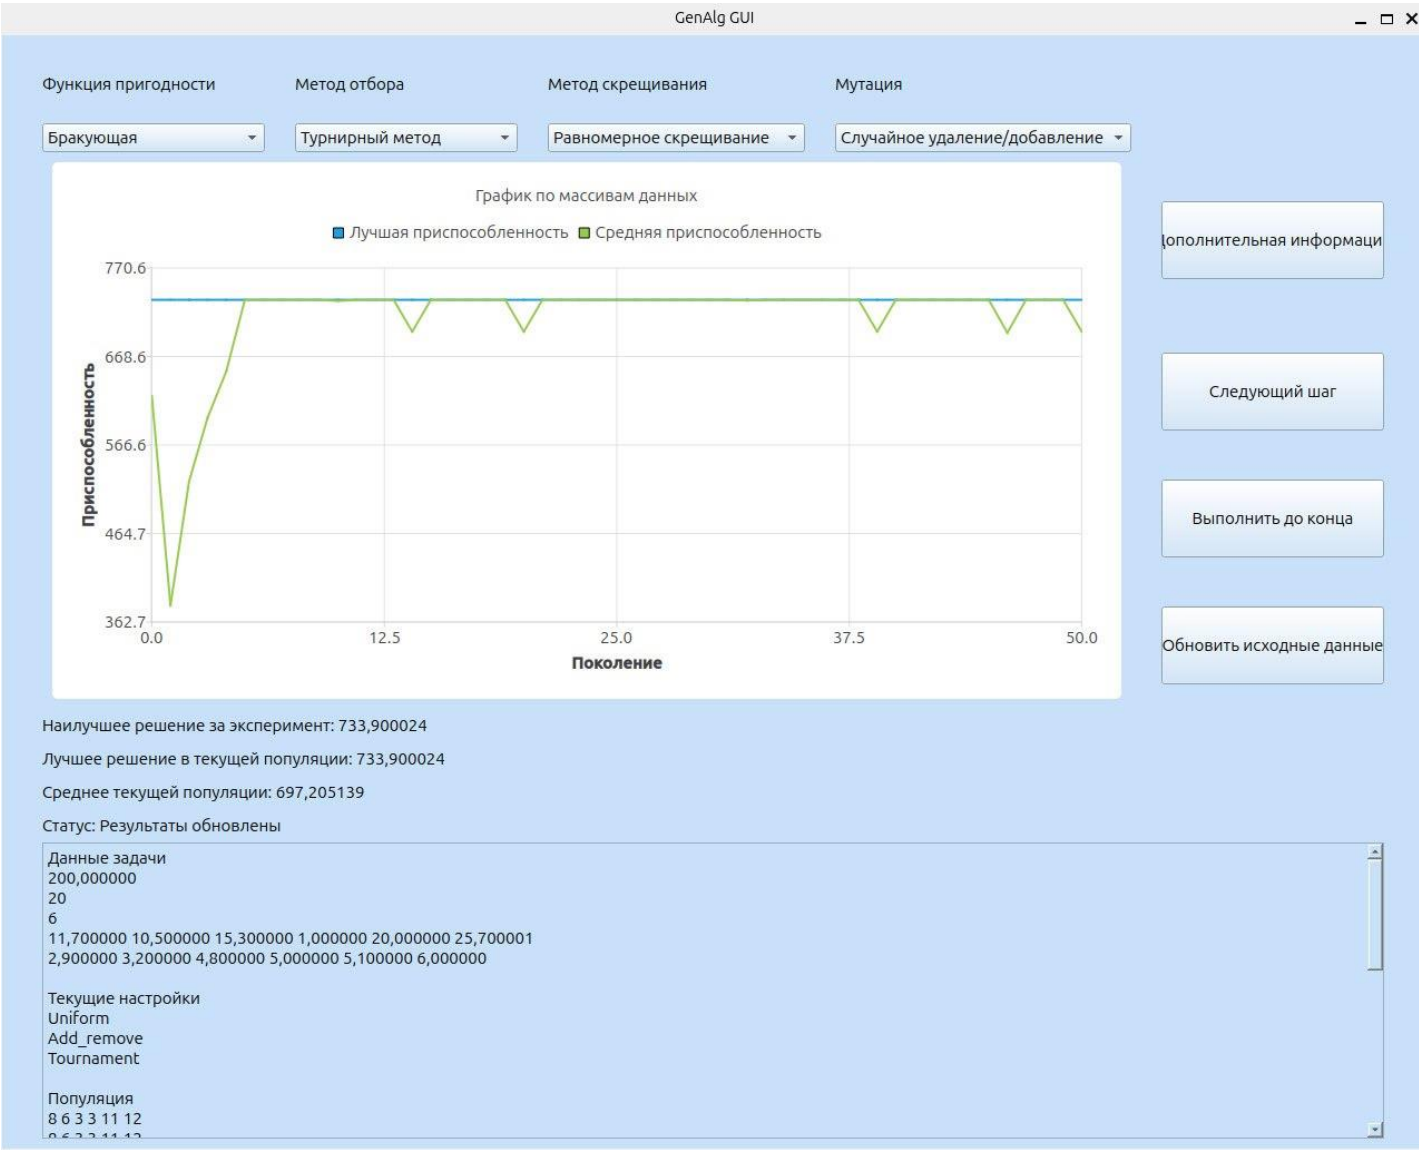 GenAlg GUI
Функция пригодности Метод отбора Метод скрещивания Мутация
Бракующая Турнирный метод Равномерное скрещивание Случайное удаление/добавление
График по массивам данных
Лучшая приспособленность Средняя приспособленность
770.6
668.6
566.6
464.7
362.7
Приспособленность
0.0 12.5 25.0 37.5 50.0
Поколение
ополнительная информаци
Следующий шаг
Выполнить до конца
Обновить исходные данные
Наилучшее решение за эксперимент: 733,900024
Лучшее решение в текущей популяции: 733,900024
Среднее текущей популяции: 697,205139
Статус: Результаты обновлены
Данные задачи
200,000000
20
6
11,700000 10,500000 15,300000 1,000000 20,000000 25,700001
2,900000 3,200000 4,800000 5,000000 5,100000 6,000000
Текущие настройки
Uniform
Add_remove
Tournament
Популяция
8 6 3 3 11 12